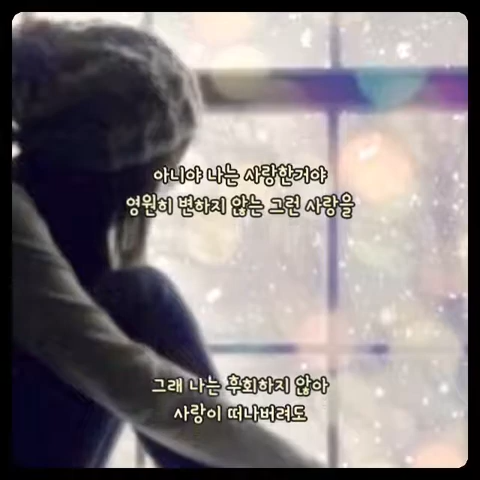 아니야 나는 사랑한거야
영원히 변하지 않는 그런 사랑을
그래 나는 후회하지 않아
사랑이 떠나버려도